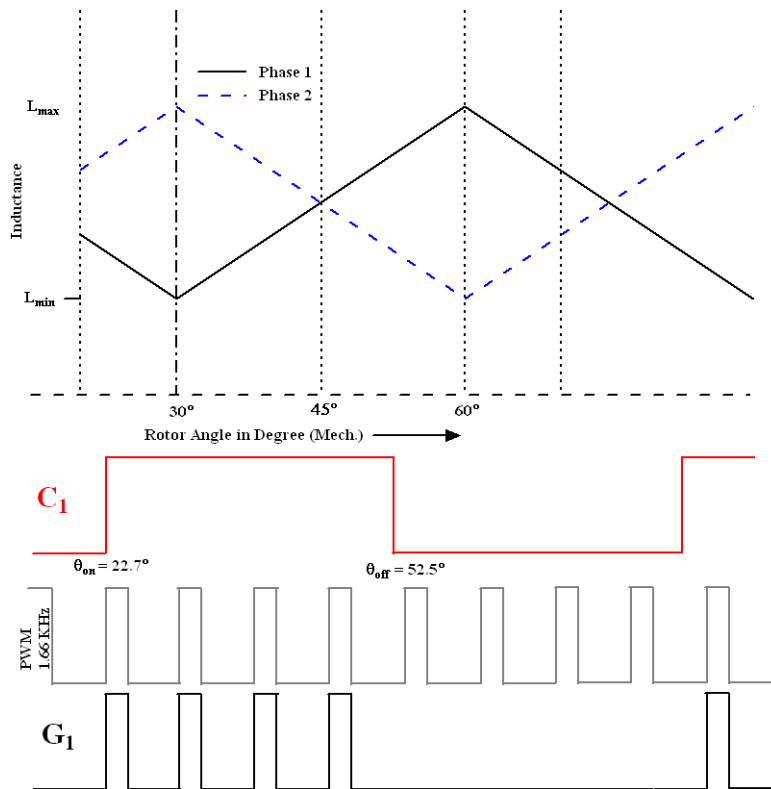 Phase 1
Phase 2
Lmax
Inductance
Lmin
30° 45° 60°
Rotor Angle in Degree (Mech.)
C1
θon = 22.7° θoff = 52.5°
PWM
1.66 KHz
G1